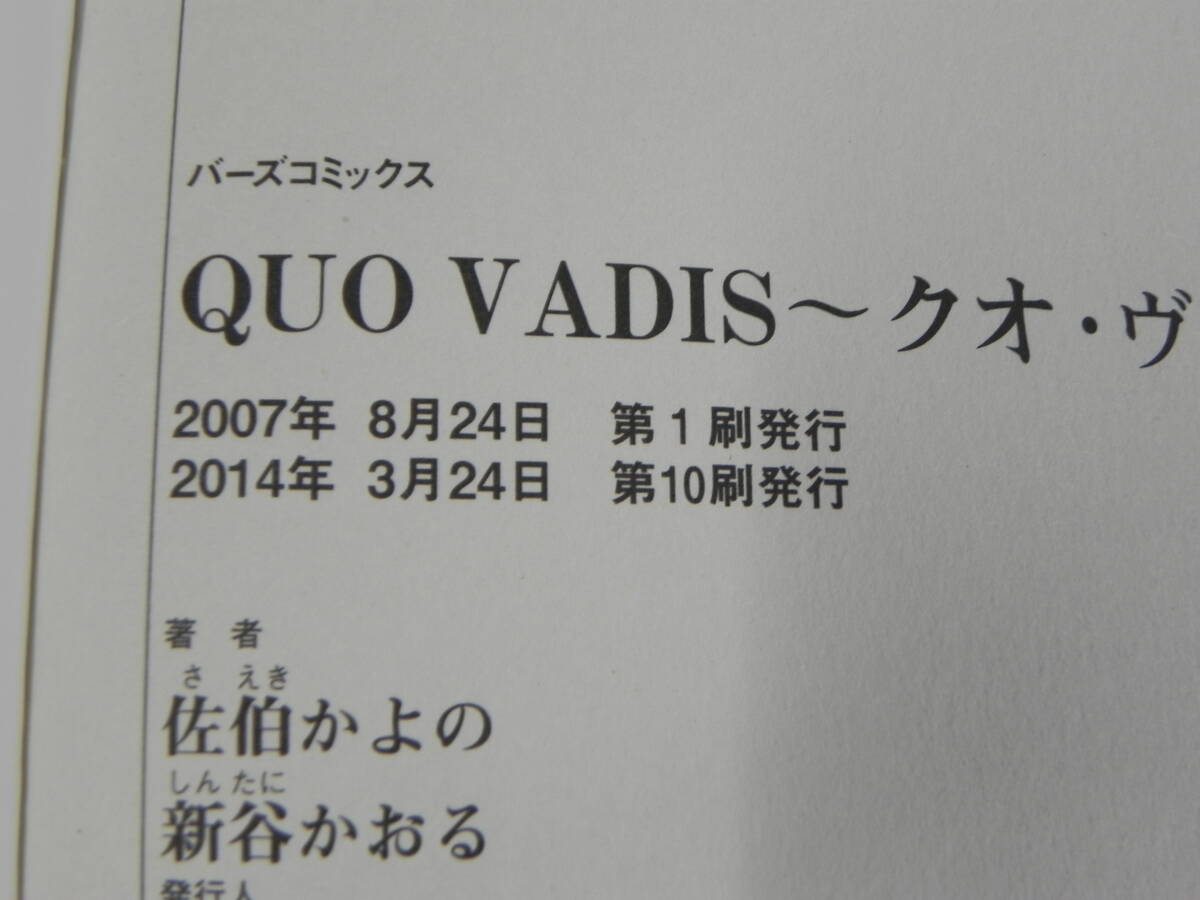 バーズコミックス
QUO VADIS～クオ・ヴ
2007年 8月24日 第1刷発行
2014年 3月24日 第10刷発行
著 者
さ えき
佐伯かよの
しん たに
新谷かおる
発行人